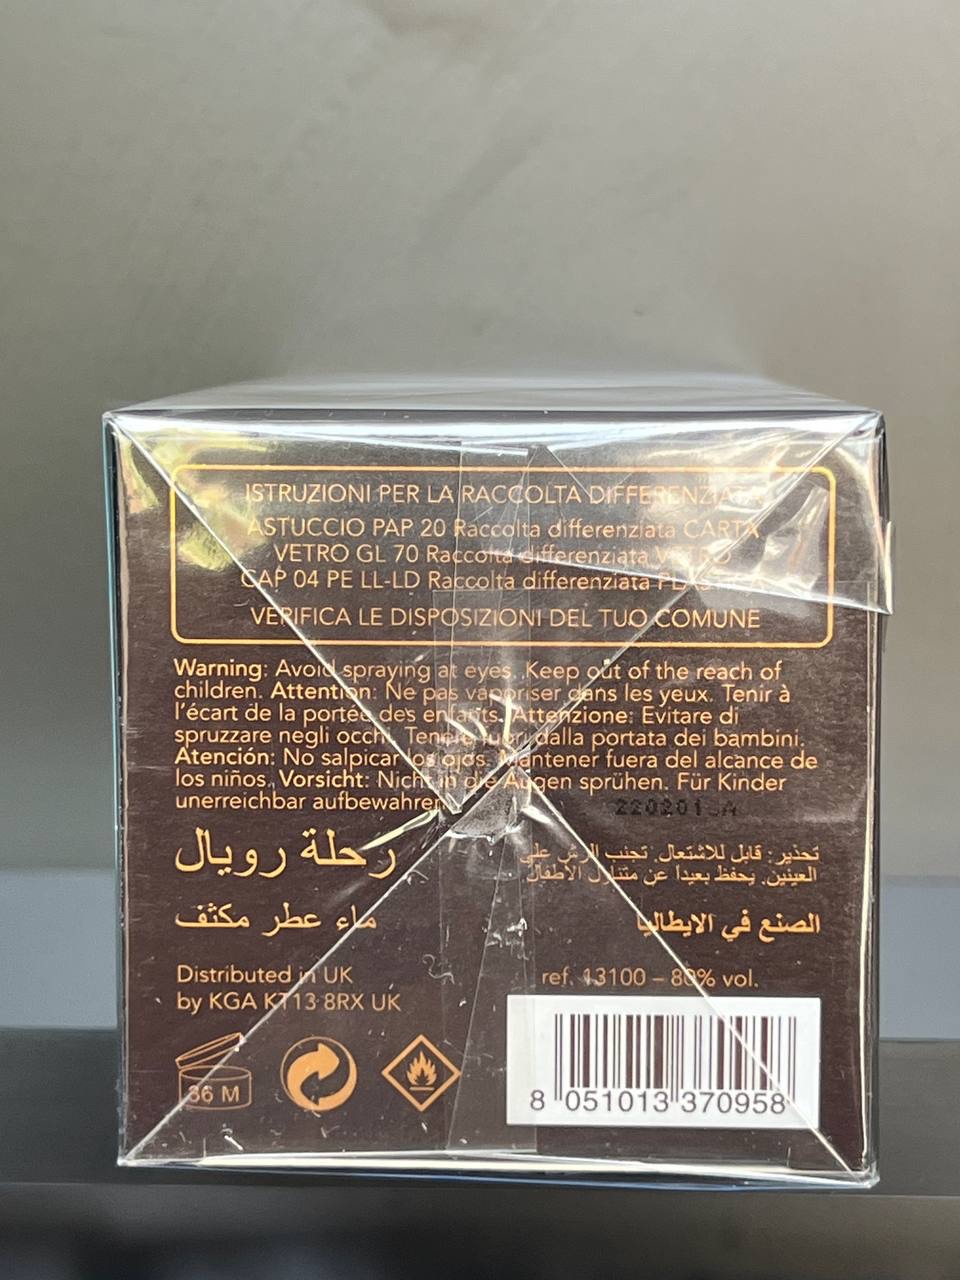 ISTRUZIONI PER LA RACCOLTA DIFFERENZIATA
ASTUCCIO PAP 20 Raccolta differenziata CARTA
VETRO GL 70 Raccolta differenziata VETRO
CAP 04 PE LL-LD Raccolta differenziata PLASTICA
VERIFICA LE DISPOSIZIONI DEL TUO COMUNE
Warning: Avoid spraying at eyes. Keep out of the reach of
children. Attention: Ne pas vaporiser dans les yeux. Tenir à
l'écart de la portée des enfants. Attenzione: Evitare di
spruzzare negli occhi. Tenere fuori dalla portata dei bambini.
Atención: No salpicar los ojos. Mantener fuera del alcance de
los niños. Vorsicht: Nicht in die Augen sprühen. Für Kinder
unerreichbar aufbewahren
رحلة رويال
ماء عطر مكثف
تحذير: قابل للاشتعال. تجنب الرش على
العينين. يحفظ بعيدا عن متناول الأطفال
الصنع في الايطاليا
Distributed in UK
by KGA KT13 8RX UK
ref. 13100 – 80% vol.
36 M
8 051013 370958